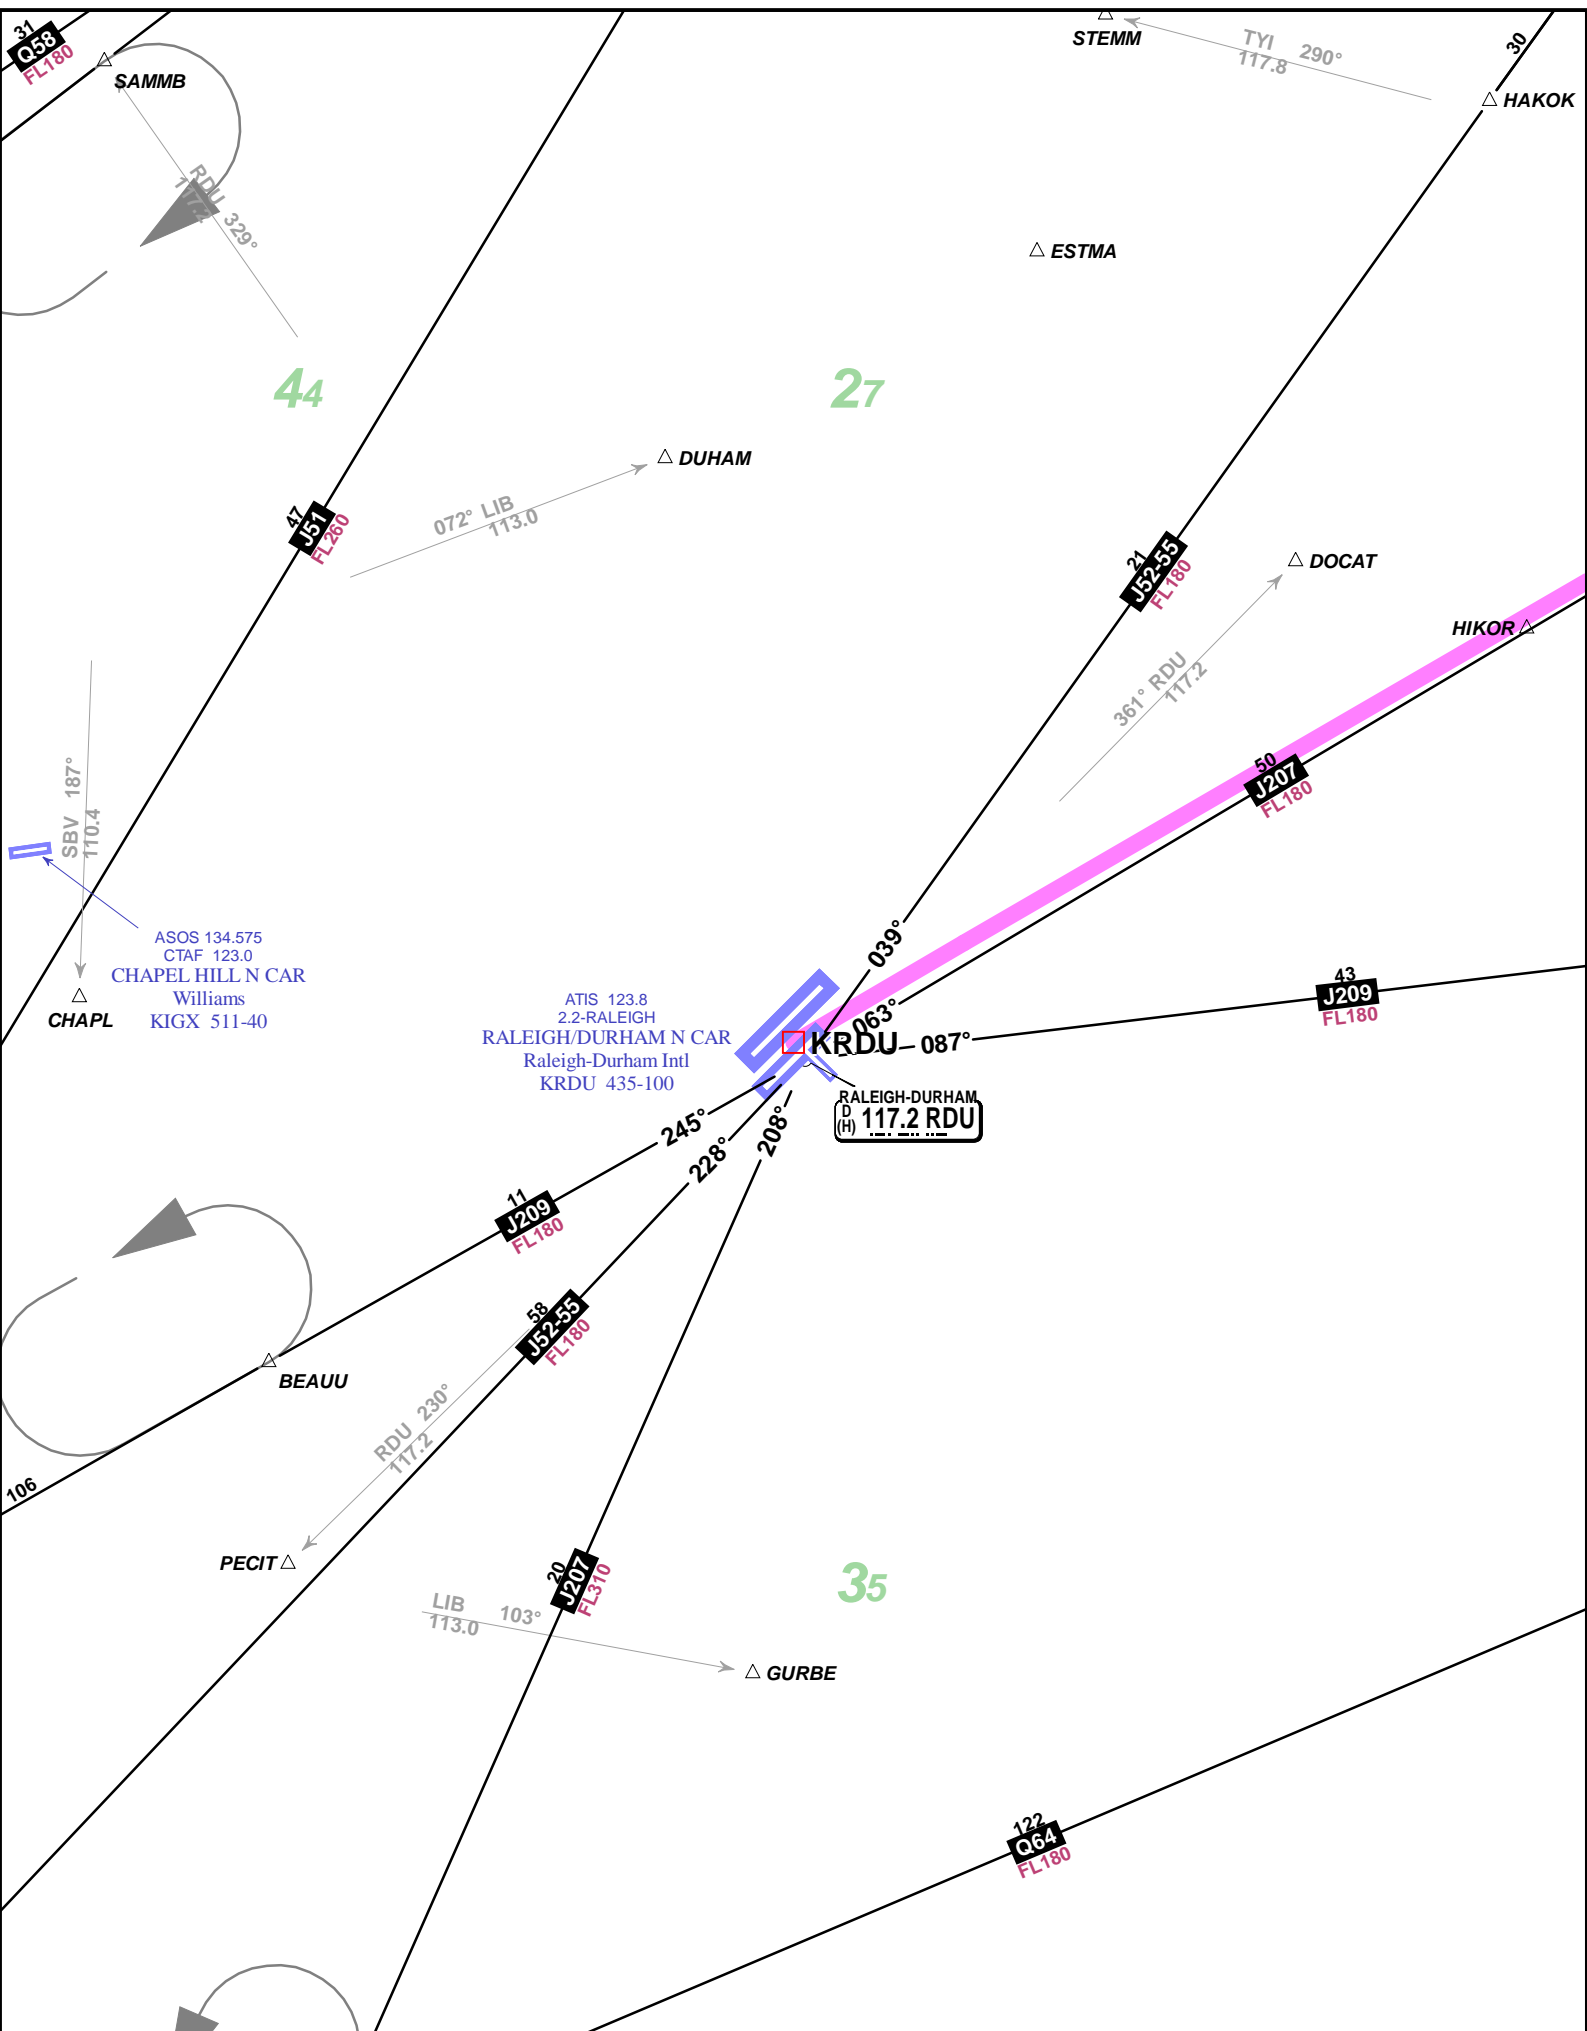 31
Q58
FL180
SAMMB
STEMM
TYI 290°
117.8
30
HAKOK
RDU 329°
117.2
ESTMA
44
27
DUHAM
072° LIB
113.0
47
J51
FL260
21
J52-55
FL180
DOCAT
HIKOR
361° RDU
117.2
50
J207
FL180
SBV 187°
110.4
ASOS 134.575
CTAF 123.0
CHAPEL HILL N CAR
Williams
KIGX 511-40
CHAPL
ATIS 123.8
2.2-RALEIGH
RALEIGH/DURHAM N CAR
Raleigh-Durham Intl
KRDU 435-100
039°
063°
KRDU
087°
43
J209
FL180
RALEIGH-DURHAM
D
(H) 117.2 RDU
245°
228°
208°
11
J209
FL180
58
J52-55
FL180
BEAUU
RDU 230°
117.2
106
PECIT
20
J207
FL310
35
LIB 103°
113.0
GURBE
122
Q64
FL180